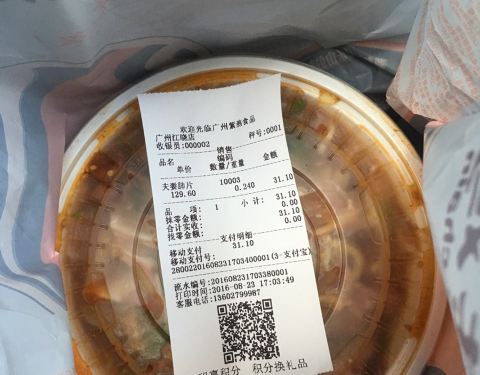 欢迎光临广州紫燕食品
广州江晓店
收银员:000002 秤号:0001
销售
品名 编码 金额
单价 数量/重量
夫妻肺片 10003
129.60 0.240 31.10
品 项: 1 小 计: 31.10
抹零金额: 0.00
合计实收: 31.10
找零金额: 0.00
支付明细
移动支付 31.10
移动支付号:
2800220160823170340001(3-支付宝)
流水编号:201608231703380001
打印时间:2016-08-23 17:03:49
客服电话:13602799987
积分 积分换礼品